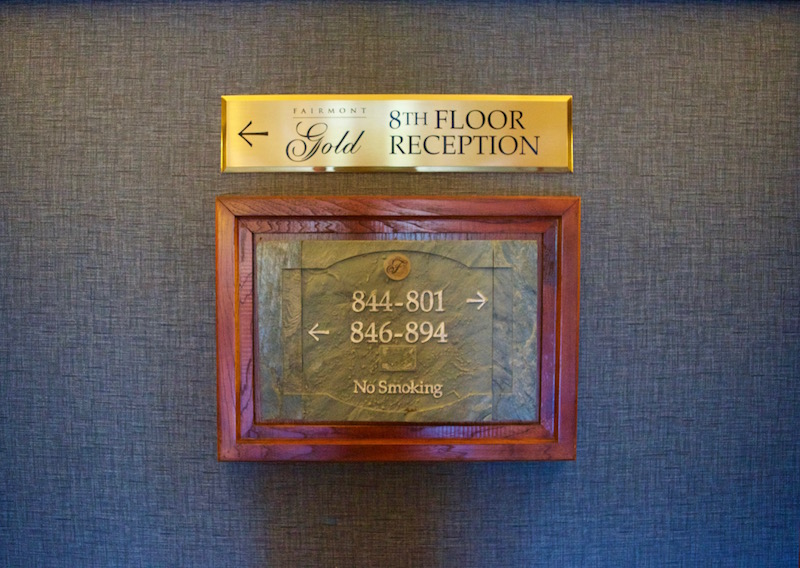 ← FAIRMONT
Gold
8TH FLOOR
RECEPTION
844-801 →
← 846-894
No Smoking